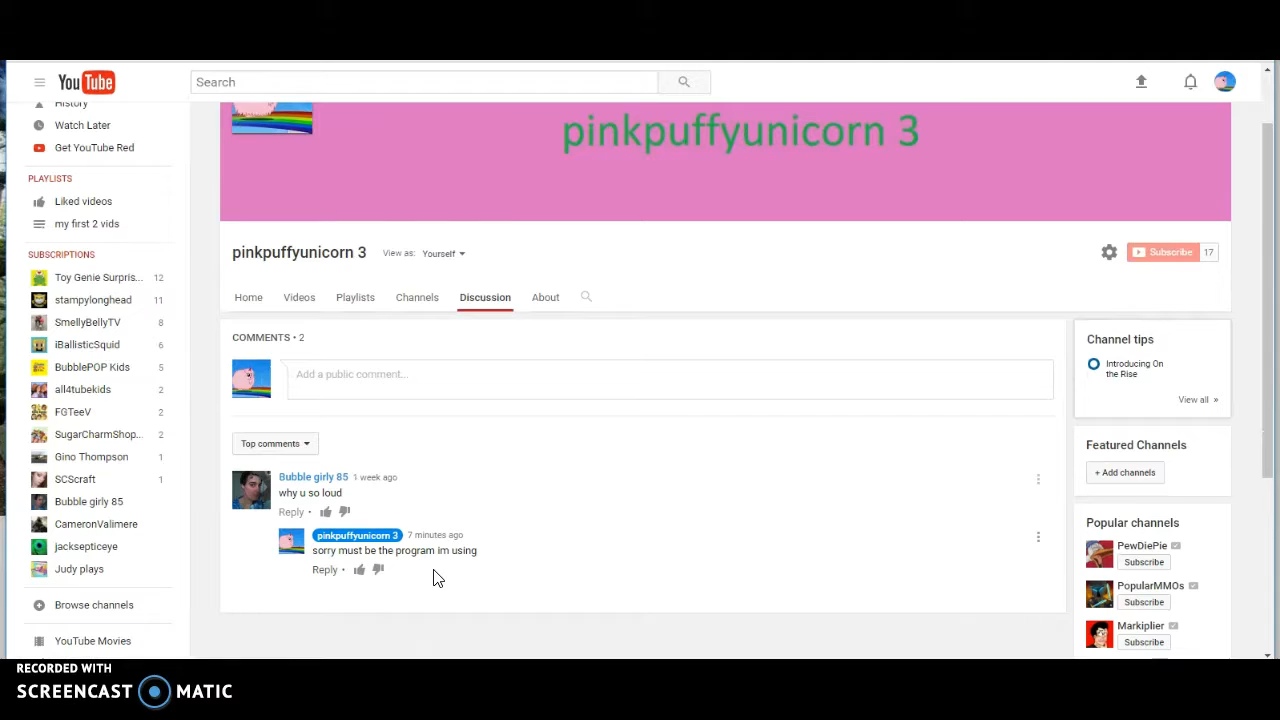 YouTube
Search
History
Watch Later
Get YouTube Red
PLAYLISTS
Liked videos
my first 2 vids
SUBSCRIPTIONS
Toy Genie Surpris... 12
stampylonghead 11
SmellyBellyTV 8
iBallisticSquid 6
BubblePOP Kids 5
all4tubekids 2
FGTeeV 2
SugarCharmShop... 2
Gino Thompson 1
SCScraft 1
Bubble girly 85
CameronValimere
jacksepticeye
Judy plays
Browse channels
YouTube Movies
pinkpuffyunicorn 3
pinkpuffyunicorn 3 View as: Yourself
Subscribe 17
Home Videos Playlists Channels Discussion About
COMMENTS • 2
Add a public comment...
Top comments
Bubble girly 85 1 week ago
why u so loud
Reply •
pinkpuffyunicorn 3 7 minutes ago
sorry must be the program im using
Reply •
Channel tips
Introducing On
the Rise
View all »
Featured Channels
+ Add channels
Popular channels
PewDiePie
Subscribe
PopularMMOs
Subscribe
Markiplier
Subscribe
RECORDED WITH
SCREENCAST MATIC